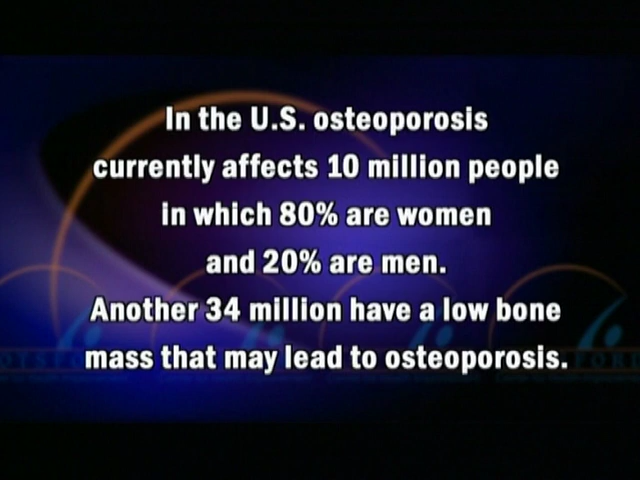 In the U.S. osteoporosis
currently affects 10 million people
in which 80% are women
and 20% are men.
Another 34 million have a low bone
mass that may lead to osteoporosis.